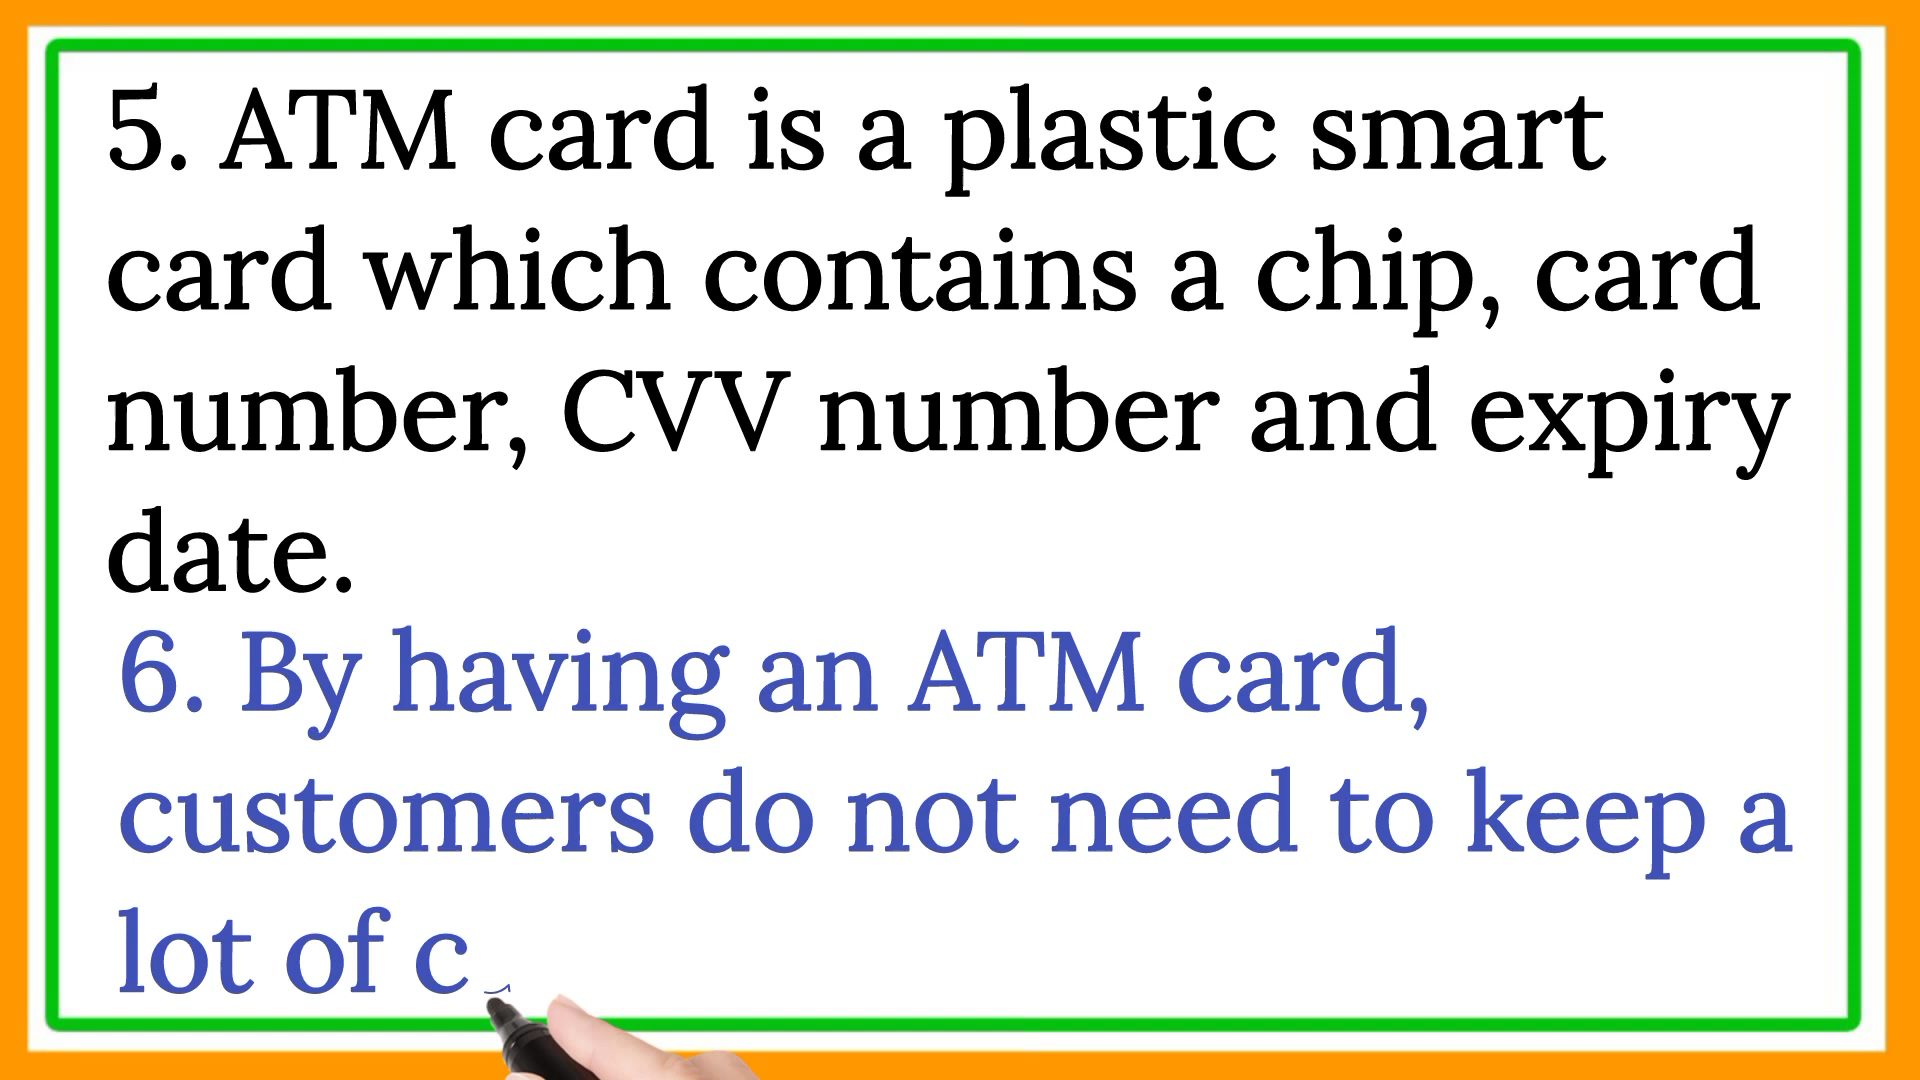 5. ATM card is a plastic smart
card which contains a chip, card
number, CVV number and expiry
date.
6. By having an ATM card,
customers do not need to keep a
lot of c